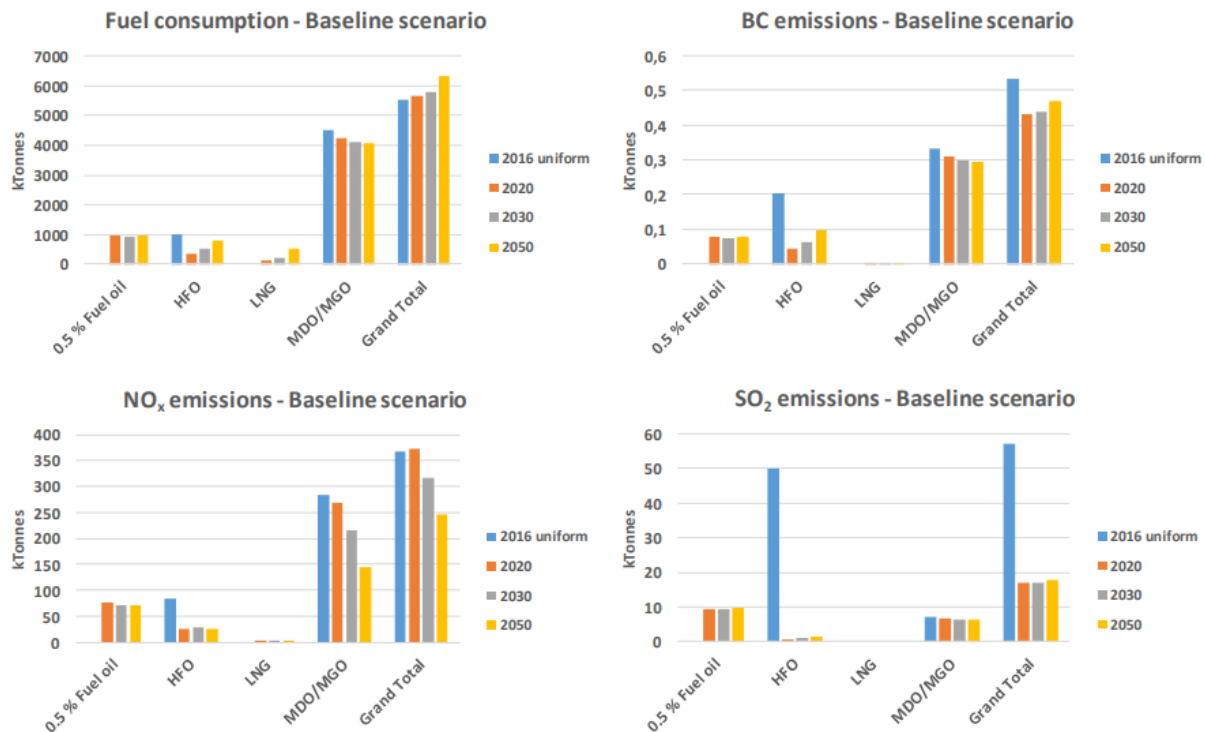 Fuel consumption - Baseline scenario
kTonnes
7000
6000
5000
4000
3000
2000
1000
0
0.5 % Fuel oil
HFO
LNG
MDO/MGO
Grand Total
2016 uniform
2020
2030
2050
BC emissions - Baseline scenario
kTonnes
0,6
0,5
0,4
0,3
0,2
0,1
0
0.5 % Fuel oil
HFO
LNG
MDO/MGO
Grand Total
2016 uniform
2020
2030
2050
NOx emissions - Baseline scenario
kTonnes
400
350
300
250
200
150
100
50
0
0.5 % Fuel oil
HFO
LNG
MDO/MGO
Grand Total
2016 uniform
2020
2030
2050
SO2 emissions - Baseline scenario
kTonnes
60
50
40
30
20
10
0
0.5 % Fuel oil
HFO
LNG
MDO/MGO
Grand Total
2016 uniform
2020
2030
2050